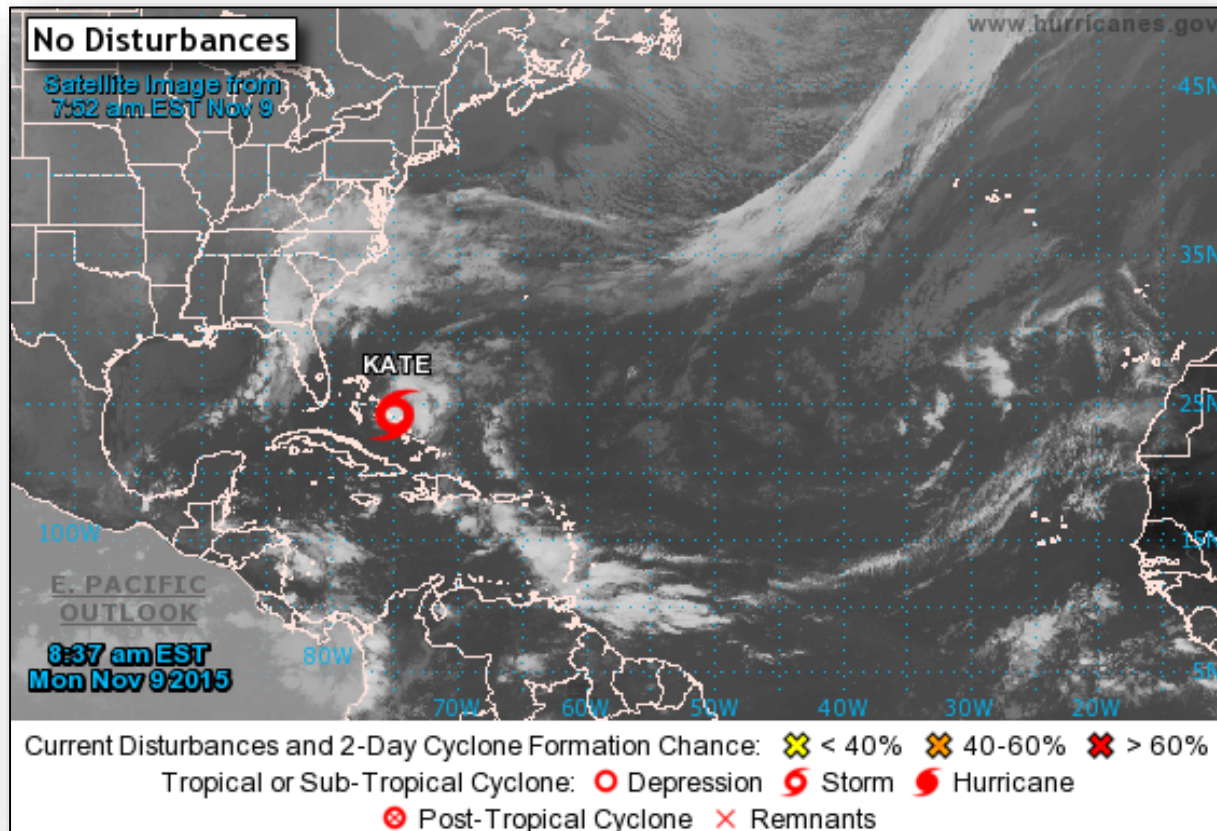 No Disturbances
www.hurricanes.gov
Satellite Image from
7:52 am EST Nov 9
45N
35N
KATE
25N
100W
15N
E. PACIFIC
OUTLOOK
8:37 am EST
Mon Nov 9 2015
80W
5N
70W 60W 50W 40W 30W 20W
Current Disturbances and 2-Day Cyclone Formation Chance: < 40% 40-60% > 60%
Tropical or Sub-Tropical Cyclone: Depression Storm Hurricane
Post-Tropical Cyclone Remnants